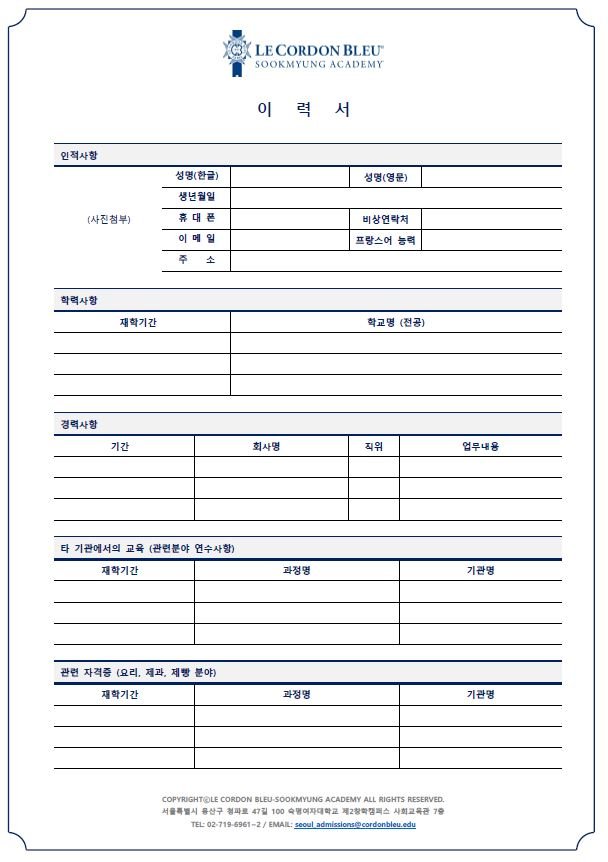 LE CORDON BLEU®
SOOKMYUNG ACADEMY
이 력 서
인적사항
(사진첨부)
성명(한글) 성명(영문)
생년월일
휴 대 폰 비상연락처
이 메 일 프랑스어 능력
주 소
학력사항
재학기간 학교명 (전공)
경력사항
기간 회사명 직위 업무내용
타 기관에서의 교육 (관련분야 연수사항)
재학기간 과정명 기관명
관련 자격증 (요리, 제과, 제빵 분야)
재학기간 과정명 기관명
COPYRIGHTⓒLE CORDON BLEU-SOOKMYUNG ACADEMY ALL RIGHTS RESERVED.
서울특별시 용산구 청파로 47길 100 숙명여자대학교 제2창학캠퍼스 사회교육관 7층
TEL: 02-719-6961~2 / EMAIL: seoul_admissions@cordonbleu.edu